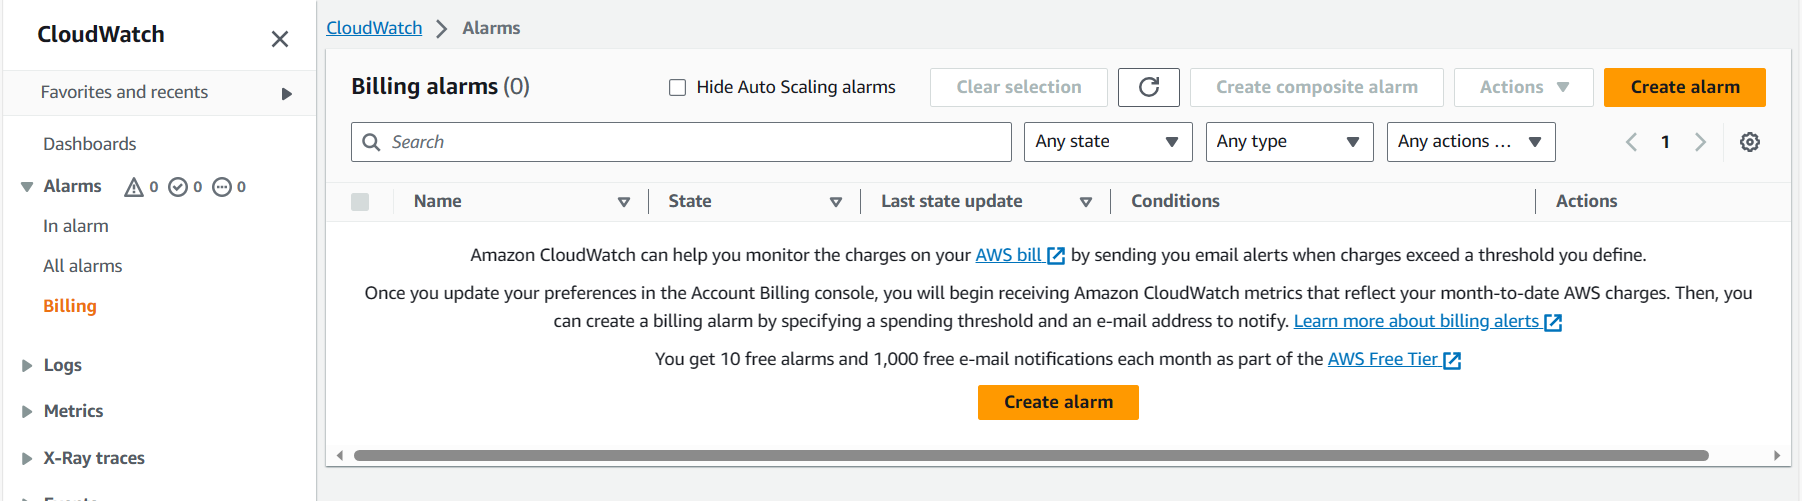 CloudWatch
Favorites and recents
Dashboards
Alarms 0 0 0
In alarm
All alarms
Billing
Logs
Metrics
X-Ray traces
CloudWatch > Alarms
Billing alarms (0)
Hide Auto Scaling alarms
Clear selection
Create composite alarm
Actions
Create alarm
Search
Any state
Any type
Any actions ...
1
Name State Last state update Conditions Actions
Amazon CloudWatch can help you monitor the charges on your AWS bill by sending you email alerts when charges exceed a threshold you define.
Once you update your preferences in the Account Billing console, you will begin receiving Amazon CloudWatch metrics that reflect your month-to-date AWS charges. Then, you
can create a billing alarm by specifying a spending threshold and an e-mail address to notify. Learn more about billing alerts
You get 10 free alarms and 1,000 free e-mail notifications each month as part of the AWS Free Tier
Create alarm